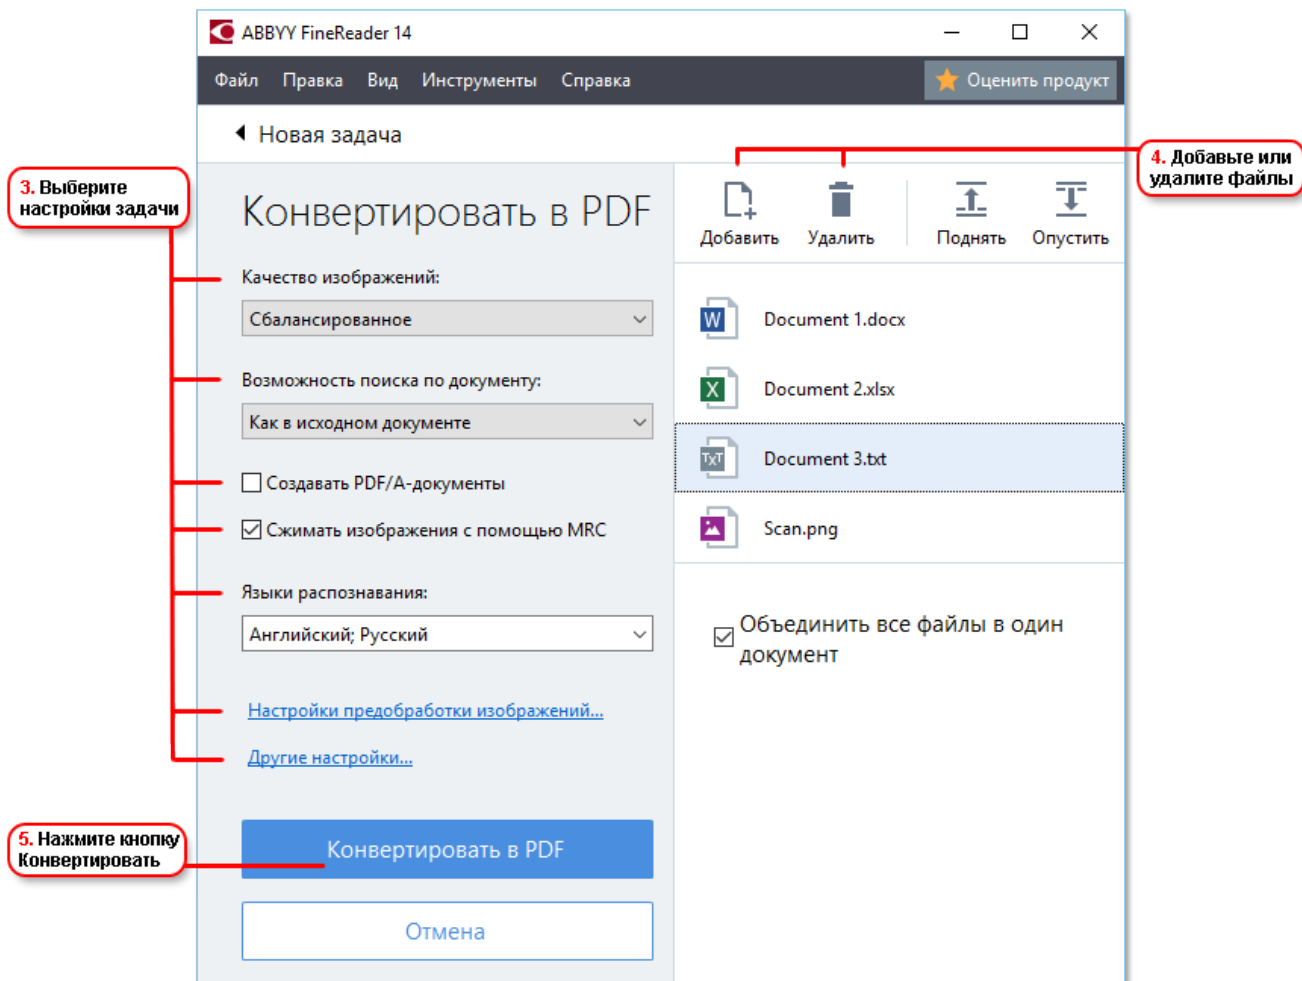 ABBYY FineReader 14
Файл Правка Вид Инструменты Справка
Оценить продукт
Новая задача
3. Выберите
настройки задачи
4. Добавьте или
удалите файлы
Конвертировать в PDF
Добавить Удалить Поднять Опустить
Качество изображений:
Сбалансированное
Возможность поиска по документу:
Как в исходном документе
Создавать PDF/A-документы
Сжимать изображения с помощью MRC
Языки распознавания:
Английский; Русский
Настройки предобработки изображений...
Другие настройки...
5. Нажмите кнопку
Конвертировать
Конвертировать в PDF
Отмена
W Document 1.docx
X Document 2.xlsx
TXT Document 3.txt
Scan.png
Объединить все файлы в один
документ